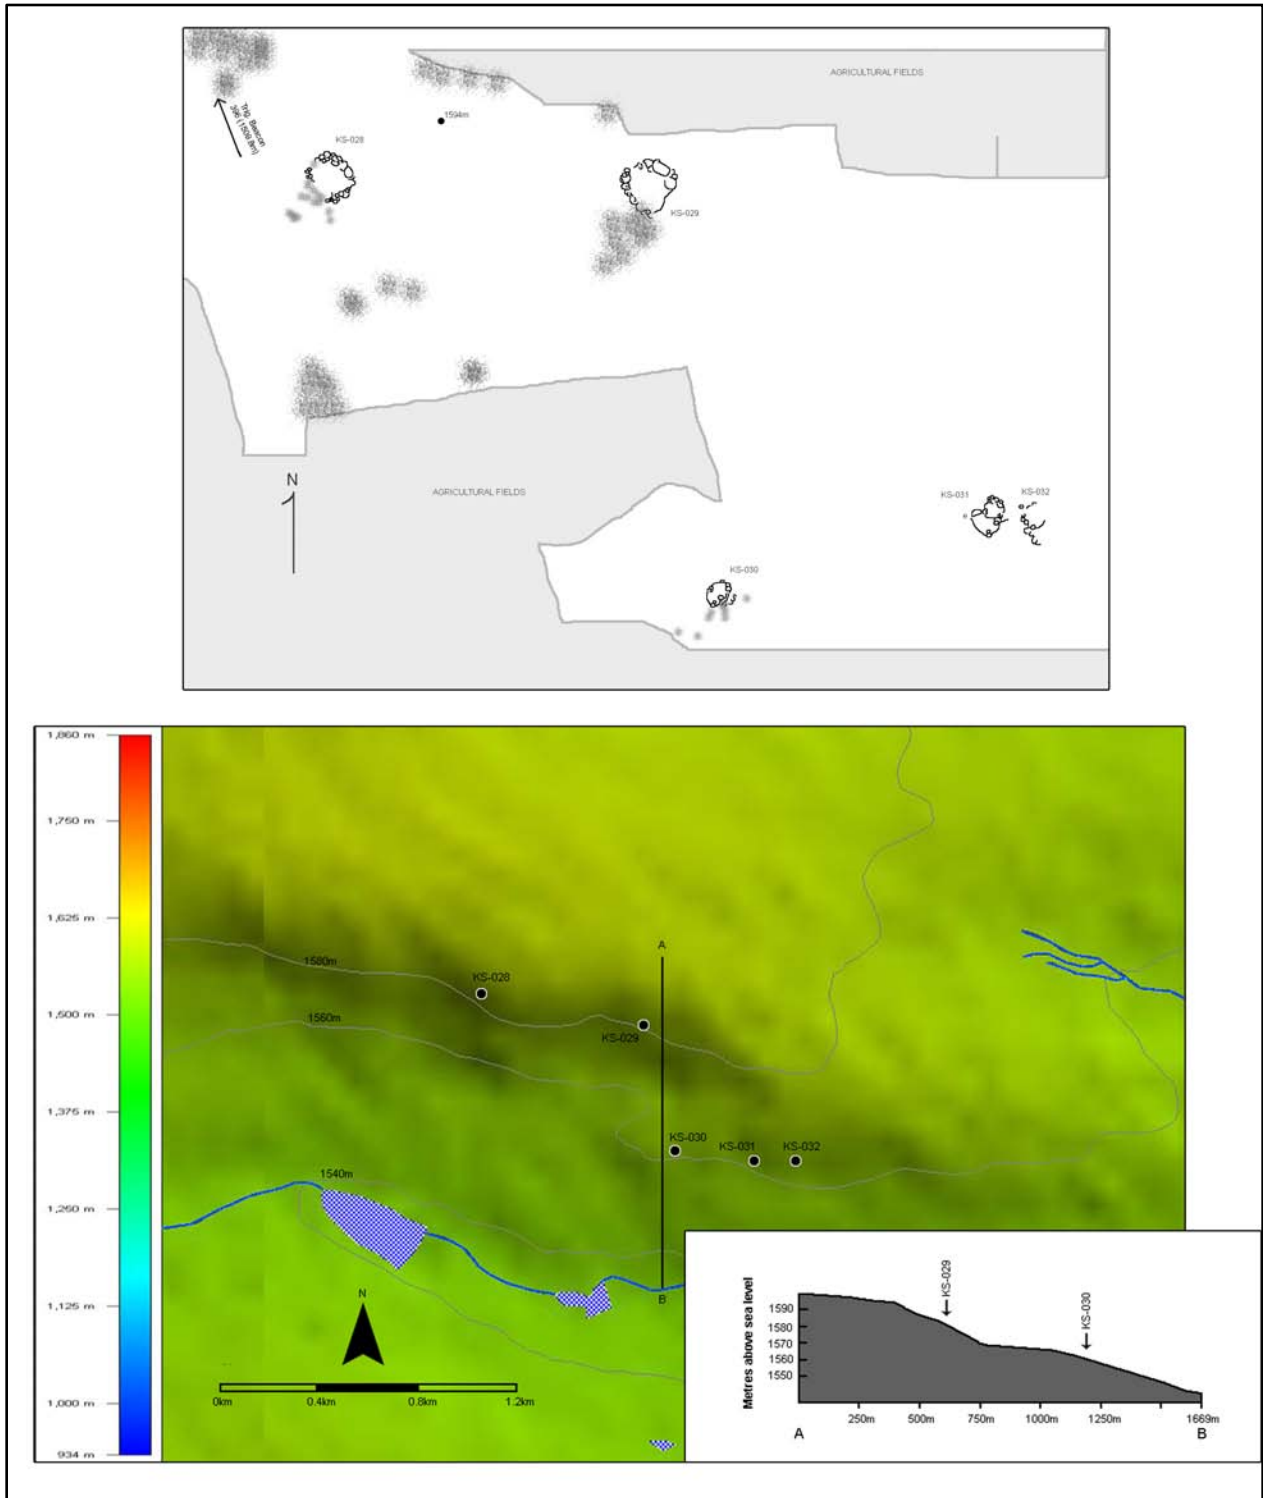 AGRICULTURAL FIELDS
1594m
Trig. Beacon
KS-028
KS-029
N
AGRICULTURAL FIELDS
KS-031
KS-032
KS-030
1,860 m
1,750 m
1,625 m
1,500 m
1,375 m
1,250 m
1,125 m
1,000 m
934 m
A
1580m
KS-028
1560m
KS-029
KS-030
KS-031
KS-032
1540m
N
B
0km
0.4km
0.8km
1.2km
Metres above sea level
1590
1580
1570
1560
1550
KS-029
KS-030
250m
500m
750m
1000m
1250m
1669m
A
B